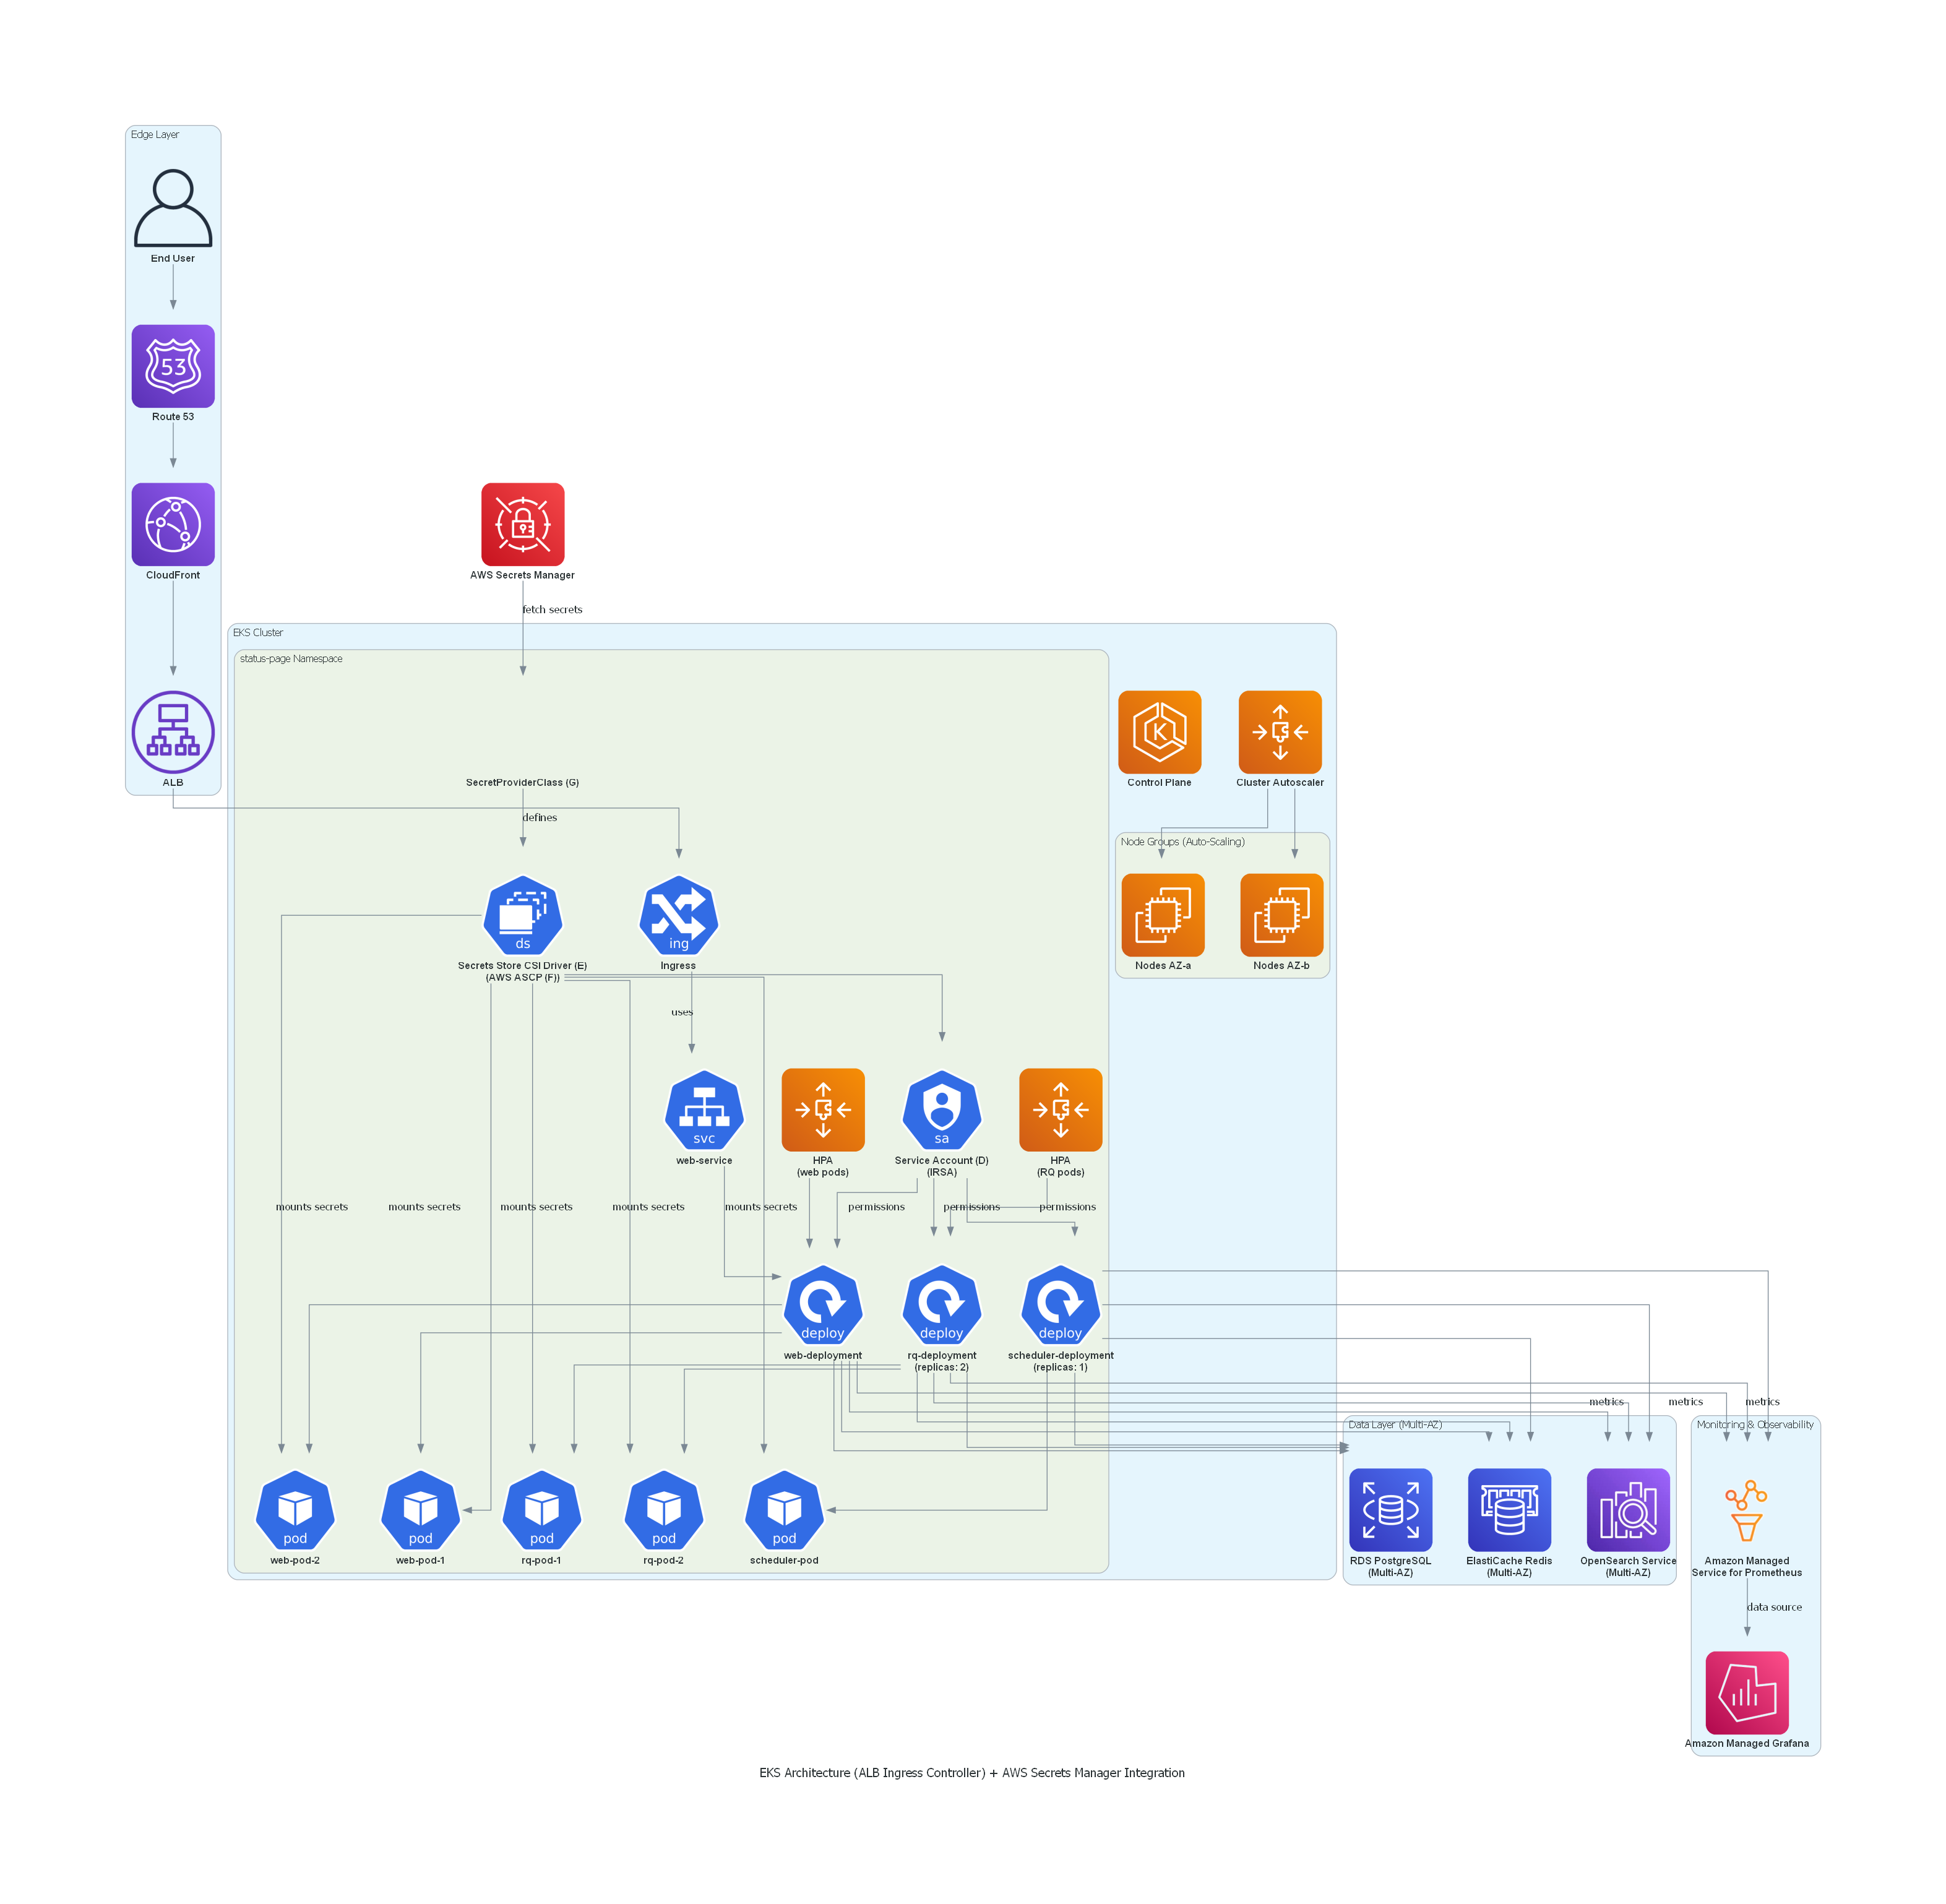 Edge Layer
End User
53
Route 53
CloudFront
AWS Secrets Manager
fetch secrets
EKS Cluster
status-page Namespace
ALB
SecretProviderClass (G)
K
Control Plane
Cluster Autoscaler
defines
Node Groups (Auto-Scaling)
ds
ing
Secrets Store CSI Driver (E)
(AWS ASCP (F))
Ingress
Nodes AZ-a
Nodes AZ-b
uses
svc
sa
web-service
HPA
(web pods)
Service Account (D)
(IRSA)
HPA
(RQ pods)
mounts secrets
mounts secrets
mounts secrets
mounts secrets
mounts secrets
permissions
permissions
permissions
deploy
deploy
deploy
web-deployment
rq-deployment
(replicas: 2)
scheduler-deployment
(replicas: 1)
metrics
metrics
metrics
Data Layer (Multi-AZ)
Monitoring & Observability
pod
pod
pod
pod
pod
web-pod-2
web-pod-1
rq-pod-1
rq-pod-2
scheduler-pod
RDS PostgreSQL
(Multi-AZ)
ElastiCache Redis
(Multi-AZ)
OpenSearch Service
(Multi-AZ)
Amazon Managed
Service for Prometheus
data source
Amazon Managed Grafana
EKS Architecture (ALB Ingress Controller) + AWS Secrets Manager Integration